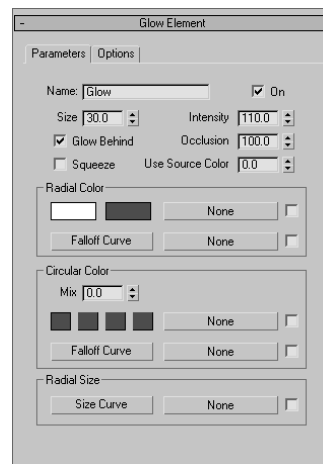 - Glow Element
Parameters Options
Name: Glow On
Size 30.0 Intensity 110.0
Glow Behind Occlusion 100.0
Squeeze Use Source Color 0.0
Radial Color
None
Falloff Curve None
Circular Color
Mix 0.0
None
Falloff Curve None
Radial Size
Size Curve None